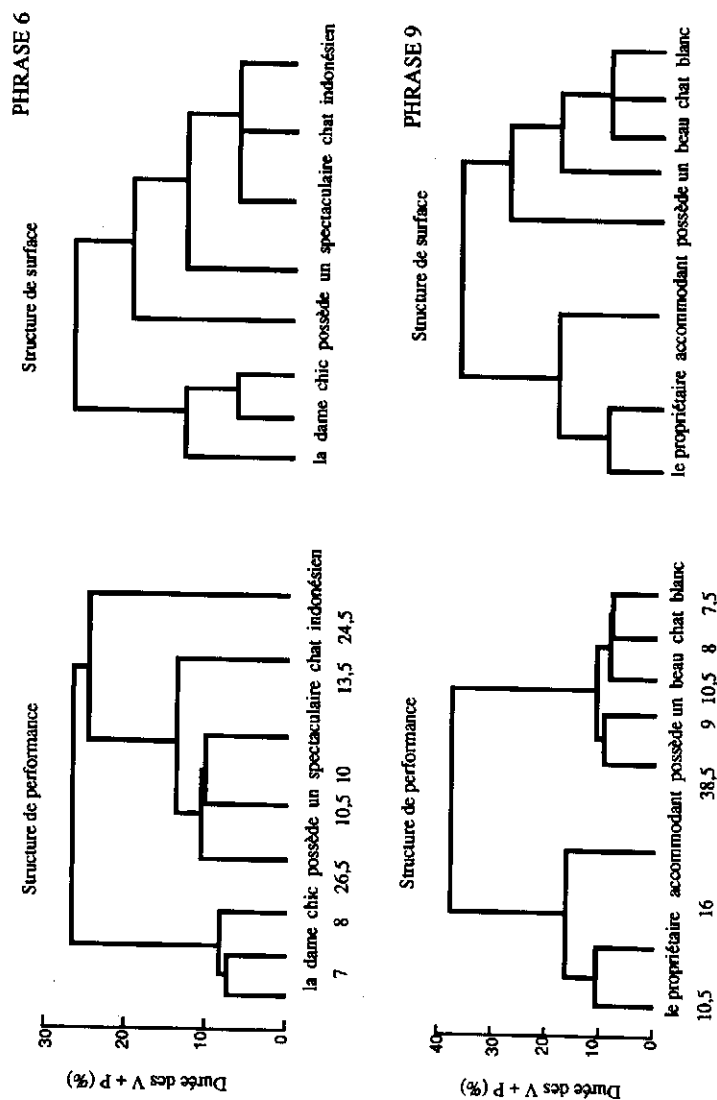 PHRASE 6
Structure de performance
Structure de surface
Durée des V + P (%)
30
20
10
0
la dame chic possède un spectaculaire chat indonésien
7 8 26,5 10,5 10 13,5 24,5
la dame chic possède un spectaculaire chat indonésien
PHRASE 9
Structure de performance
Structure de surface
Durée des V + P (%)
40
30
20
10
0
le propriétaire accommodant possède un beau chat blanc
10,5 16 38,5 9 10,5 8 7,5
le propriétaire accommodant possède un beau chat blanc